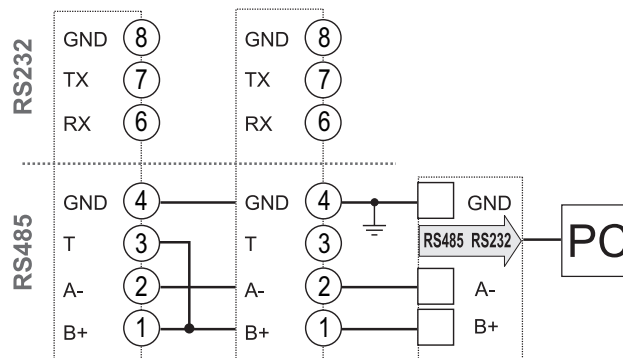 RS232
GND 8 GND 8
TX 7 TX 7
RX 6 RX 6
RS485
GND 4 GND 4 GND
T 3 T 3 RS485 RS232 PC
A- 2 A- 2 A-
B+ 1 B+ 1 B+